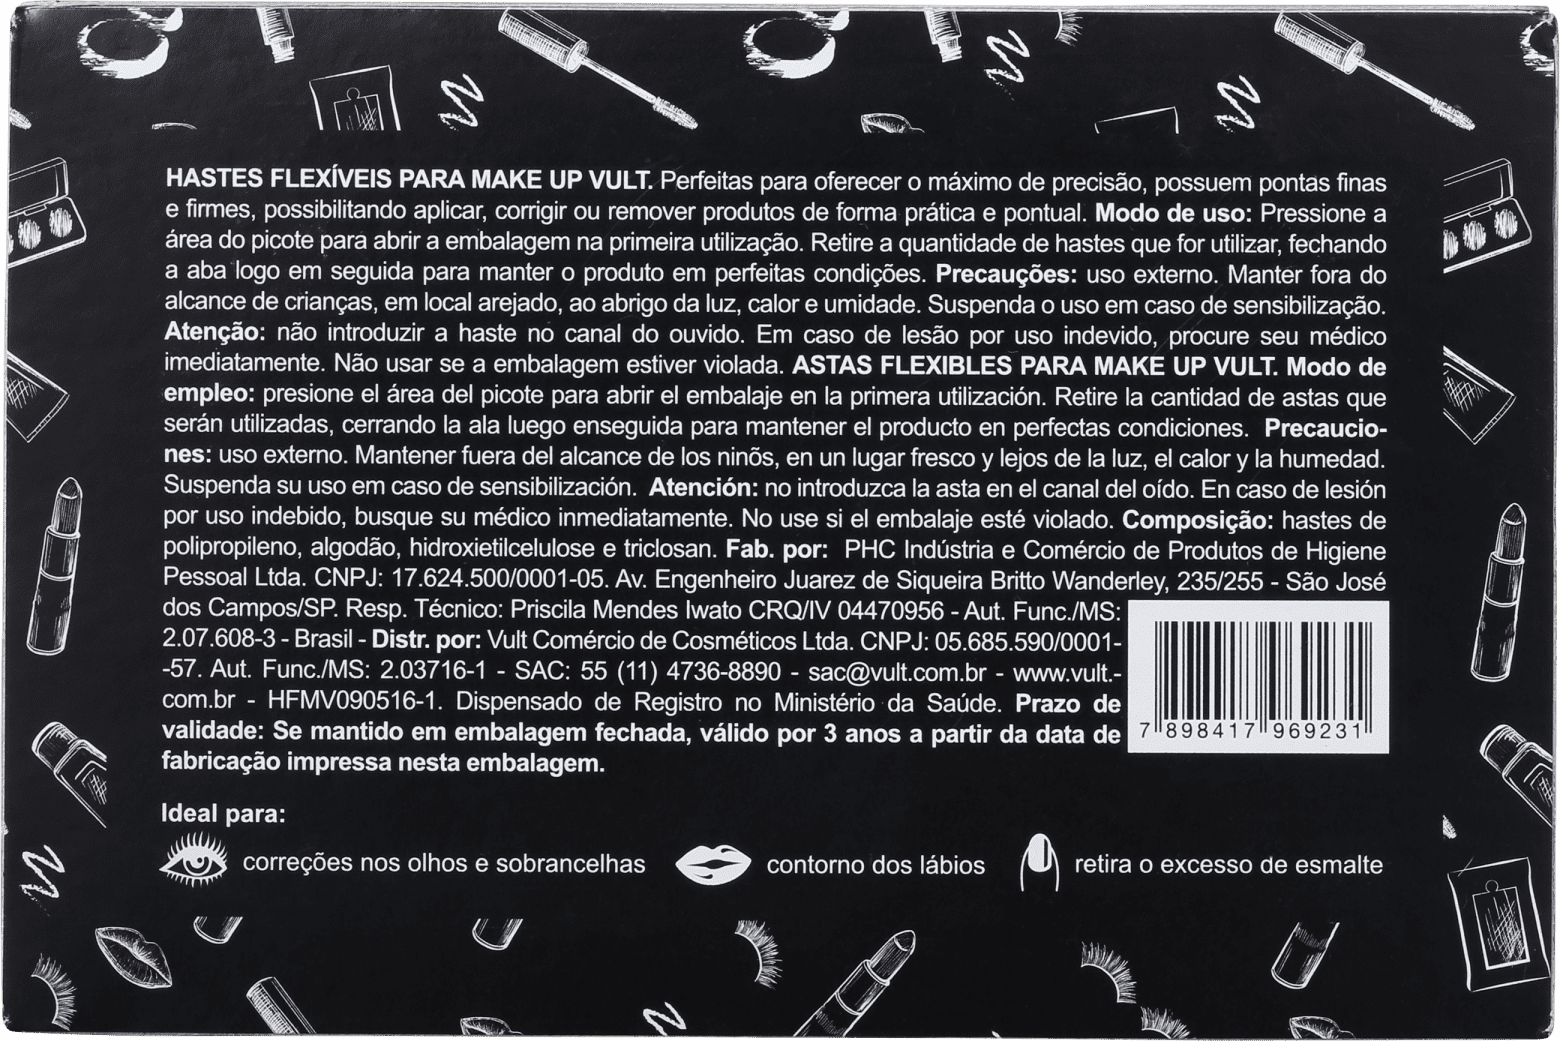 HASTES FLEXÍVEIS PARA MAKE UP VULT. Perfeitas para oferecer o máximo de precisão, possuem pontas finas
e firmes, possibilitando aplicar, corrigir ou remover produtos de forma prática e pontual. Modo de uso: Pressione a
área do picote para abrir a embalagem na primeira utilização. Retire a quantidade de hastes que for utilizar, fechando
a aba logo em seguida para manter o produto em perfeitas condições. Precauções: uso externo. Manter fora do
alcance de crianças, em local arejado, ao abrigo da luz, calor e umidade. Suspenda o uso em caso de sensibilização.
Atenção: não introduzir a haste no canal do ouvido. Em caso de lesão por uso indevido, procure seu médico
imediatamente. Não usar se a embalagem estiver violada. ASTAS FLEXIBLES PARA MAKE UP VULT. Modo de
empleo: presione el área del picote para abrir el embalaje en la primera utilización. Retire la cantidad de astas que
serán utilizadas, cerrando la ala luego enseguida para mantener el producto en perfectas condiciones. Precaucio-
nes: uso externo. Mantener fuera del alcance de los ninõs, en un lugar fresco y lejos de la luz, el calor y la humedad.
Suspenda su uso em caso de sensibilización. Atención: no introduzca la asta en el canal del oído. En caso de lesión
por uso indebido, busque su médico inmediatamente. No use si el embalaje esté violado. Composição: hastes de
polipropileno, algodão, hidroxietilcelulose e triclosan. Fab. por: PHC Indústria e Comércio de Produtos de Higiene
Pessoal Ltda. CNPJ: 17.624.500/0001-05. Av. Engenheiro Juarez de Siqueira Britto Wanderley, 235/255 - São José
dos Campos/SP. Resp. Técnico: Priscila Mendes Iwato CRQ/IV 04470956 - Aut. Func./MS:
2.07.608-3 - Brasil - Distr. por: Vult Comércio de Cosméticos Ltda. CNPJ: 05.685.590/0001-
-57. Aut. Func./MS: 2.03716-1 - SAC: 55 (11) 4736-8890 - sac@vult.com.br - www.vult.-
com.br - HFMV090516-1. Dispensado de Registro no Ministério da Saúde. Prazo de
validade: Se mantido em embalagem fechada, válido por 3 anos a partir da data de
fabricação impressa nesta embalagem.
7 898417 969231
Ideal para:
correções nos olhos e sobrancelhas
contorno dos lábios
retira o excesso de esmalte